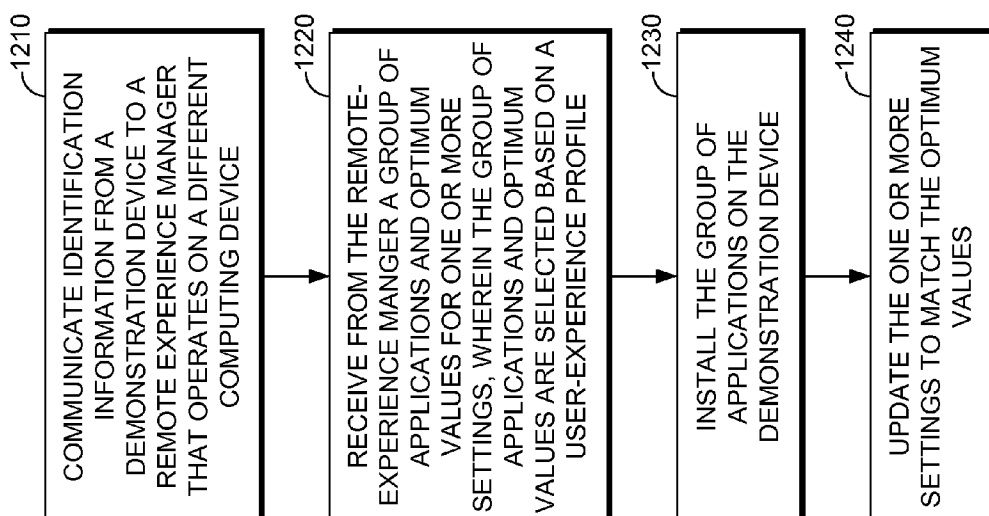 1210
COMMUNICATE IDENTIFICATION
INFORMATION FROM A
DEMONSTRATION DEVICE TO A
REMOTE EXPERIENCE MANAGER
THAT OPERATES ON A DIFFERENT
COMPUTING DEVICE
1220
RECEIVE FROM THE REMOTE-
EXPERIENCE MANGER A GROUP OF
APPLICATIONS AND OPTIMUM
VALUES FOR ONE OR MORE
SETTINGS, WHEREIN THE GROUP OF
APPLICATIONS AND OPTIMUM
VALUES ARE SELECTED BASED ON A
USER-EXPERIENCE PROFILE
1230
INSTALL THE GROUP OF
APPLICATIONS ON THE
DEMONSTRATION DEVICE
1240
UPDATE THE ONE OR MORE
SETTINGS TO MATCH THE OPTIMUM
VALUES